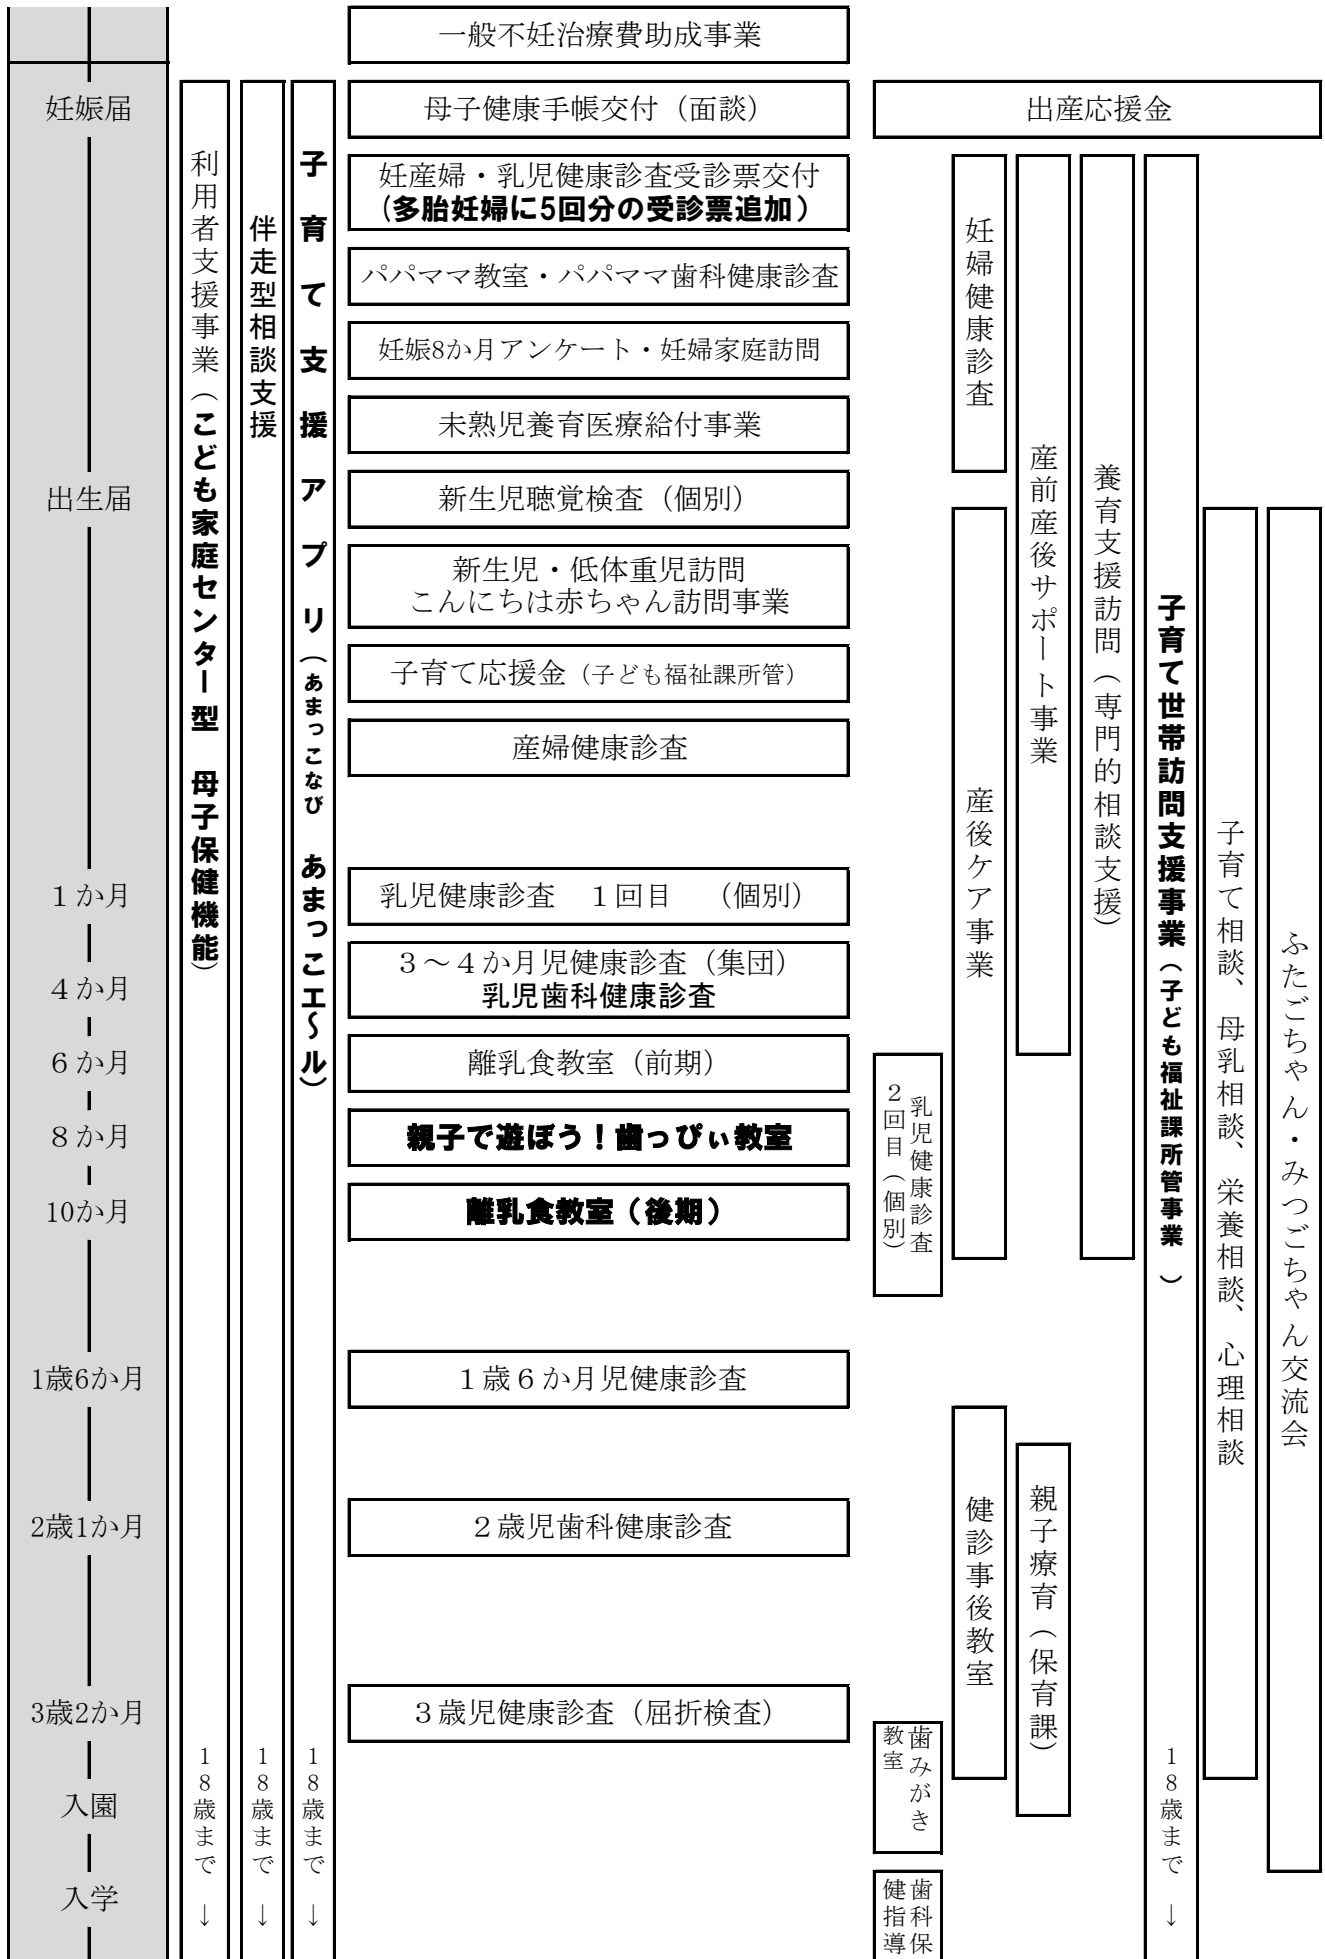 一般不妊治療費助成事業
妊娠届
母子健康手帳交付（面談）
出産応援金
利用者支援事業（こども家庭センター型　母子保健機能）
伴走型相談支援
子育て支援アプリ（あまっこなび　あまっこエ～ル）
妊産婦・乳児健康診査受診票交付
（多胎妊婦に5回分の受診票追加）
パパママ教室・パパママ歯科健康診査
妊娠8か月アンケート・妊婦家庭訪問
未熟児養育医療給付事業
出生届
新生児聴覚検査（個別）
新生児・低体重児訪問
こんにちは赤ちゃん訪問事業
子育て応援金（子ども福祉課所管）
産婦健康診査
1か月
乳児健康診査　1回目　（個別）
4か月
3～4か月児健康診査（集団）
乳児歯科健康診査
6か月
離乳食教室（前期）
8か月
親子で遊ぼう！歯っぴぃ教室
10か月
離乳食教室（後期）
1歳6か月
1歳6か月児健康診査
2歳1か月
2歳児歯科健康診査
3歳2か月
3歳児健康診査（屈折検査）
入園
入学
18歳まで　↓
18歳まで　↓
18歳まで　↓
妊婦健康診査
産前産後サポート事業
養育支援訪問（専門的相談支援）
子育て世帯訪問支援事業（子ども福祉課所管事業　）
18歳まで　↓
子育て相談、母乳相談、栄養相談、心理相談
ふたごちゃん・みつごちゃん交流会
産後ケア事業
乳児健康診査
2回目（個別）
健診事後教室
親子療育（保育課）
歯みがき
教室
歯科保
健指導